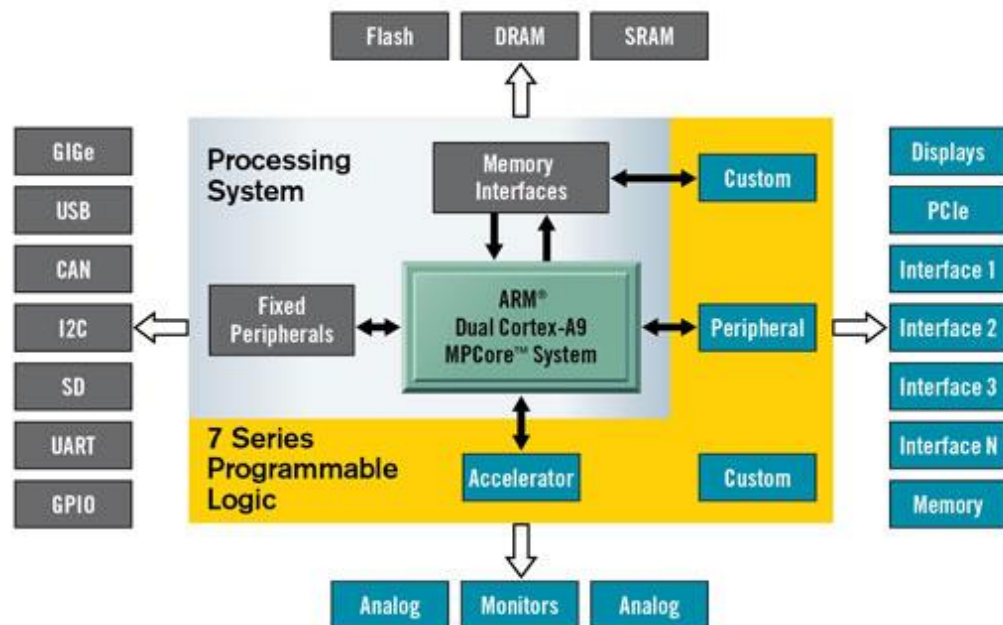 Flash
DRAM
SRAM
GIGe
USB
CAN
I2C
SD
UART
GPIO
Processing
System
Memory
Interfaces
Custom
Fixed
Peripherals
ARM®
Dual Cortex-A9
MPCore™ System
Peripheral
7 Series
Programmable
Logic
Accelerator
Custom
Displays
PCIe
Interface 1
Interface 2
Interface 3
Interface N
Memory
Analog
Monitors
Analog